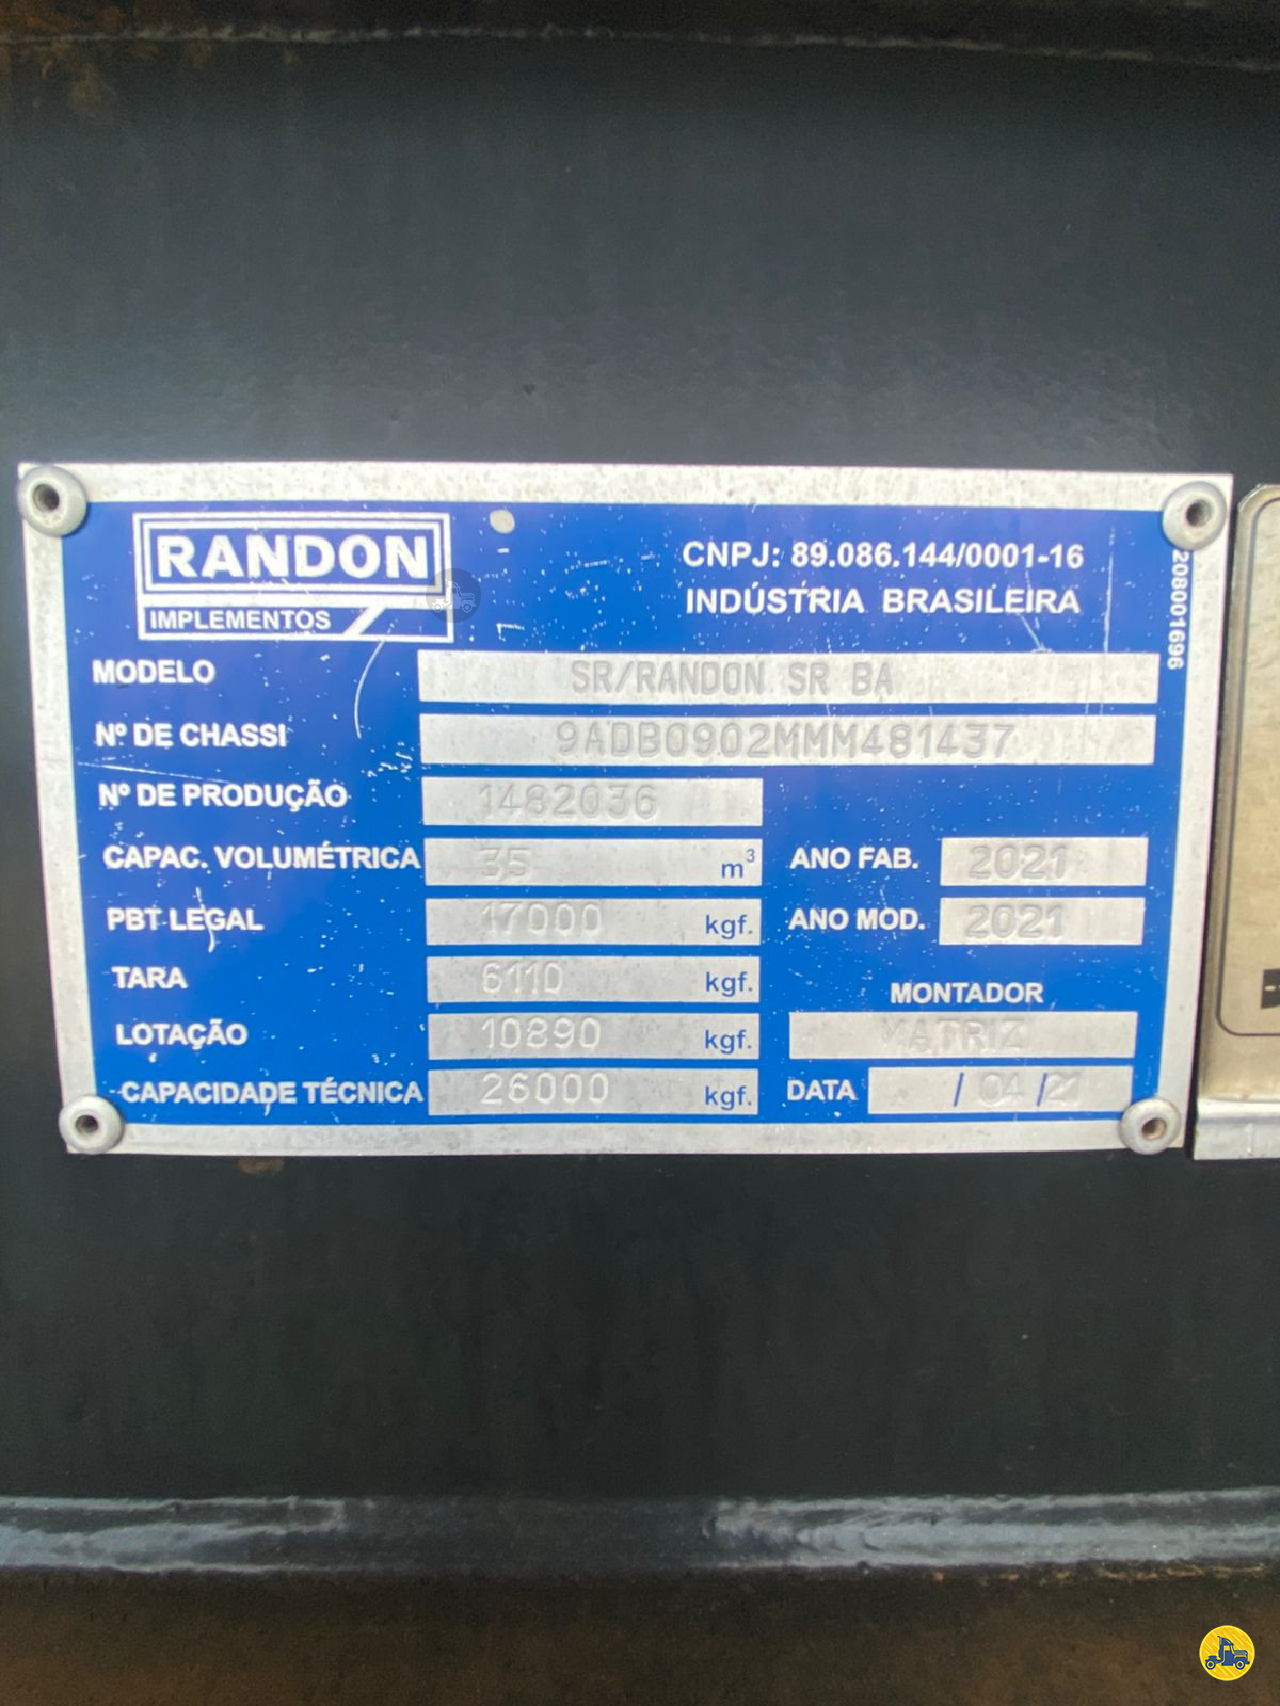 RANDON
IMPLEMENTOS
CNPJ: 89.086.144/0001-16
INDÚSTRIA BRASILEIRA
208001696
MODELO SR/RANDON SR BA
Nº DE CHASSI 9ADB0902MMM481437
Nº DE PRODUÇÃO 1482036
CAPAC. VOLUMÉTRICA 35 m³ ANO FAB. 2021
PBT LEGAL 17000 kgf. ANO MOD. 2021
TARA 6110 kgf.
MONTADOR
LOTAÇÃO 10890 kgf. MATRIZ
CAPACIDADE TÉCNICA 26000 kgf. DATA / 04 / 21